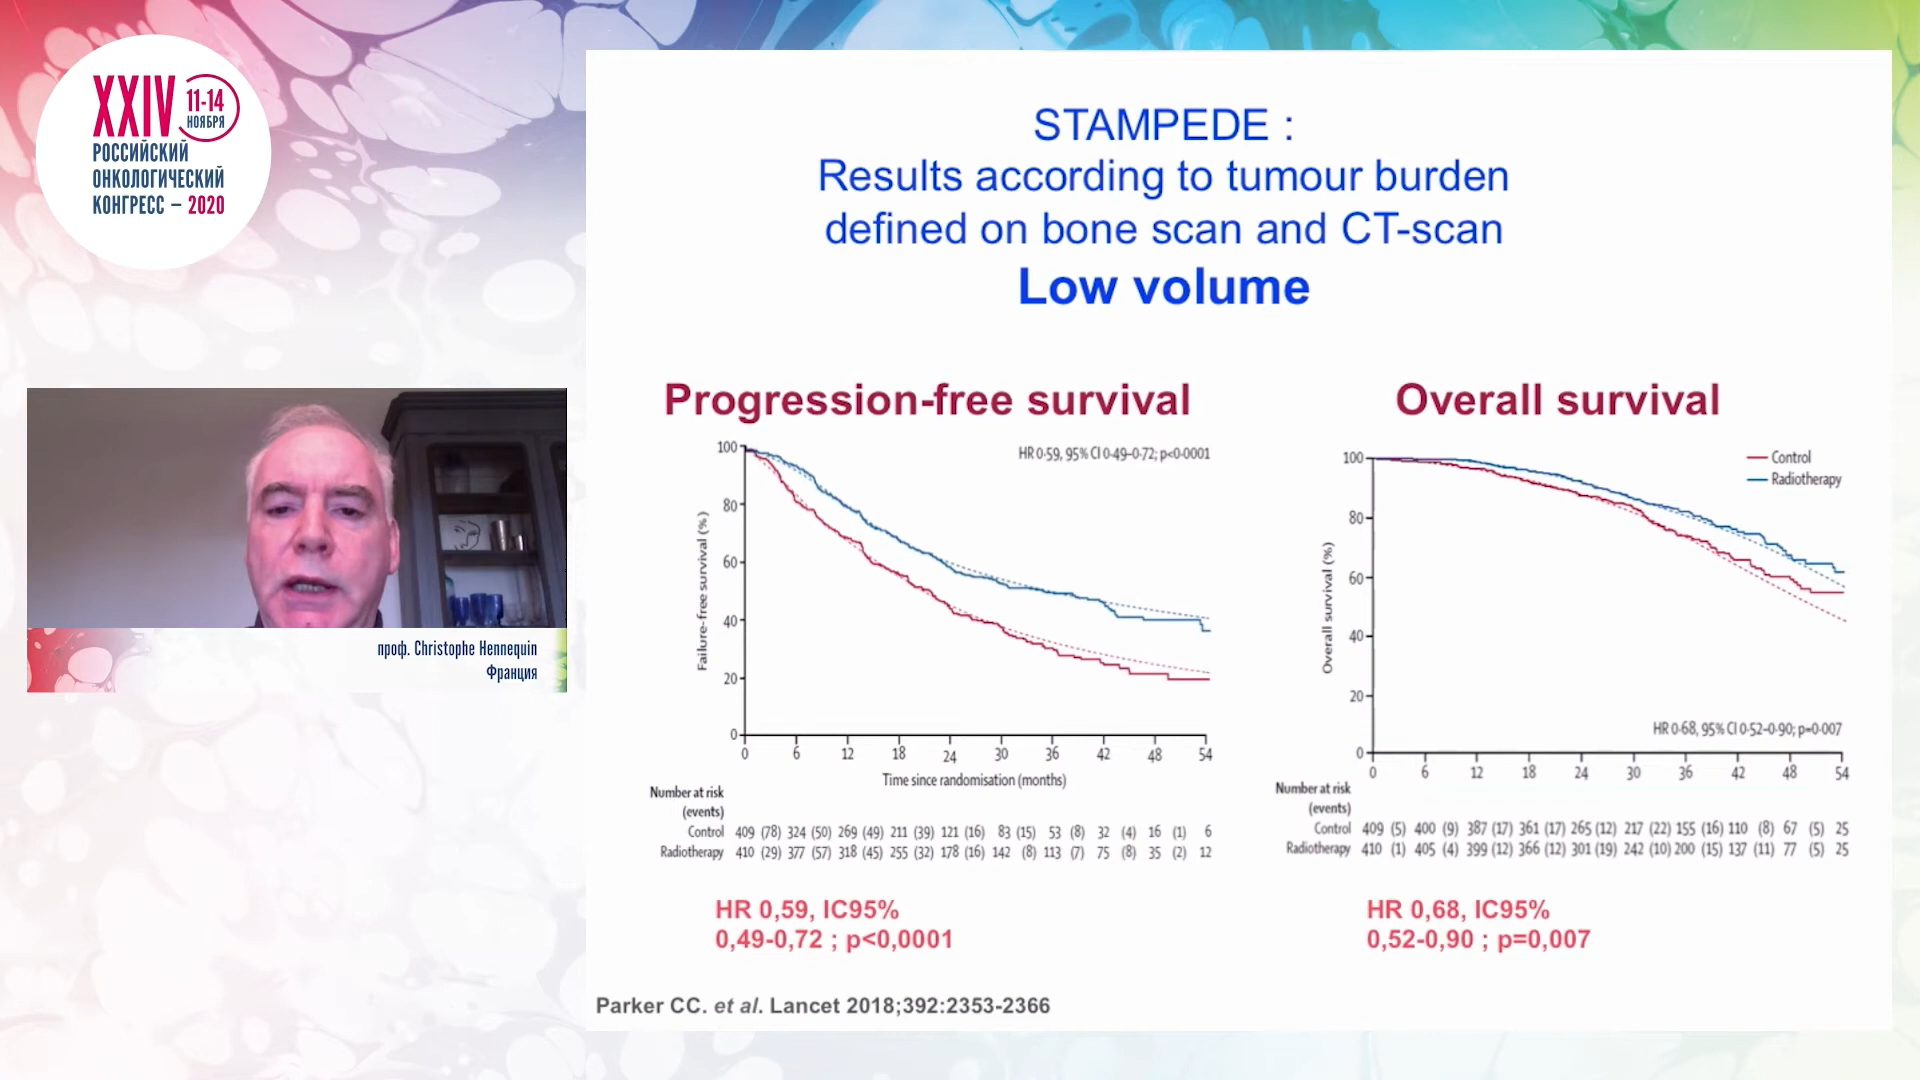 XXIV
11-14
НОЯБРЯ
РОССИЙСКИЙ
ОНКОЛОГИЧЕСКИЙ
КОНГРЕСС – 2020
проф. Christophe Hennequin
Франция
STAMPEDE :
Results according to tumour burden
defined on bone scan and CT-scan
Low volume
Progression-free survival
HR 0·59, 95% CI 0·49–0·72; p<0·0001
Failure-free survival (%)
100
80
60
40
20
0
0 6 12 18 24 30 36 42 48 54
Time since randomisation (months)
Number at risk
(events)
Control 409 (78) 324 (50) 269 (49) 211 (39) 121 (16) 83 (15) 53 (8) 32 (4) 16 (1) 6
Radiotherapy 410 (29) 377 (57) 318 (45) 255 (32) 178 (16) 142 (8) 113 (7) 75 (8) 35 (2) 12
HR 0,59, IC95%
0,49-0,72 ; p<0,0001
Overall survival
Control
Radiotherapy
Overall survival (%)
100
80
60
40
20
0
HR 0·68, 95% CI 0·52–0·90; p=0·007
0 6 12 18 24 30 36 42 48 54
Number at risk
(events)
Control 409 (5) 400 (9) 387 (17) 361 (17) 265 (12) 217 (22) 155 (16) 110 (8) 67 (5) 25
Radiotherapy 410 (1) 405 (4) 399 (12) 366 (12) 301 (19) 242 (10) 200 (15) 137 (11) 77 (5) 25
HR 0,68, IC95%
0,52-0,90 ; p=0,007
Parker CC. et al. Lancet 2018;392:2353-2366